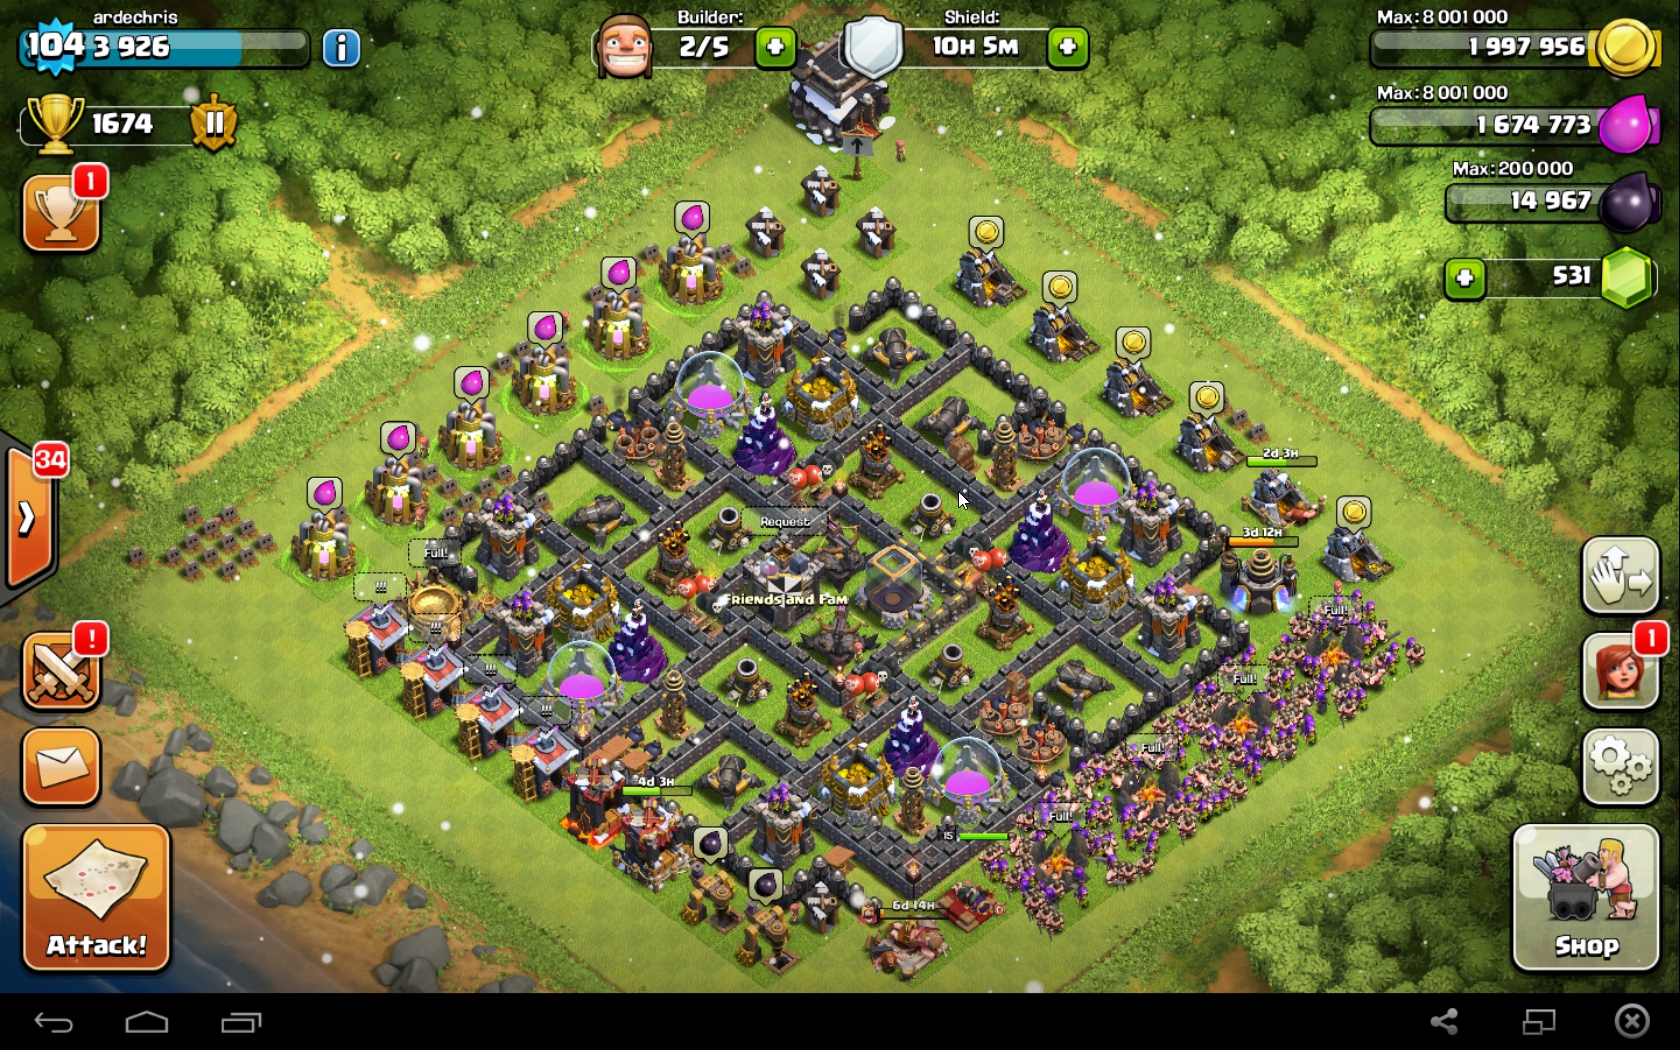 ardechris
104 3 926
i
Builder:
2/5
Shield:
10H 5M
Max: 8 001 000
1 997 956
Max: 8 001 000
1 674 773
Max: 200 000
14 967
531
1674
II
1
34
!
Attack!
Full!
Request
Friends and Fam
2d 3H
3d 12H
Full!
Full!
Full!
Full!
4d 3H
15
6d 14H
1
Shop